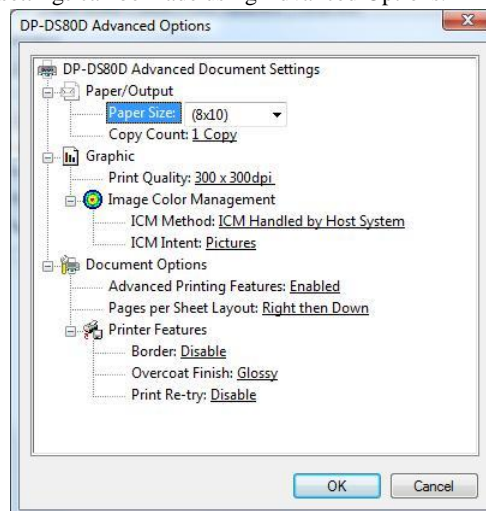 DP-DS80D Advanced Options
DP-DS80D Advanced Document Settings
Paper/Output
Paper Size: (8x10)
Copy Count: 1 Copy
Graphic
Print Quality: 300 x 300dpi
Image Color Management
ICM Method: ICM Handled by Host System
ICM Intent: Pictures
Document Options
Advanced Printing Features: Enabled
Pages per Sheet Layout: Right then Down
Printer Features
Border: Disable
Overcoat Finish: Glossy
Print Re-try: Disable
OK Cancel